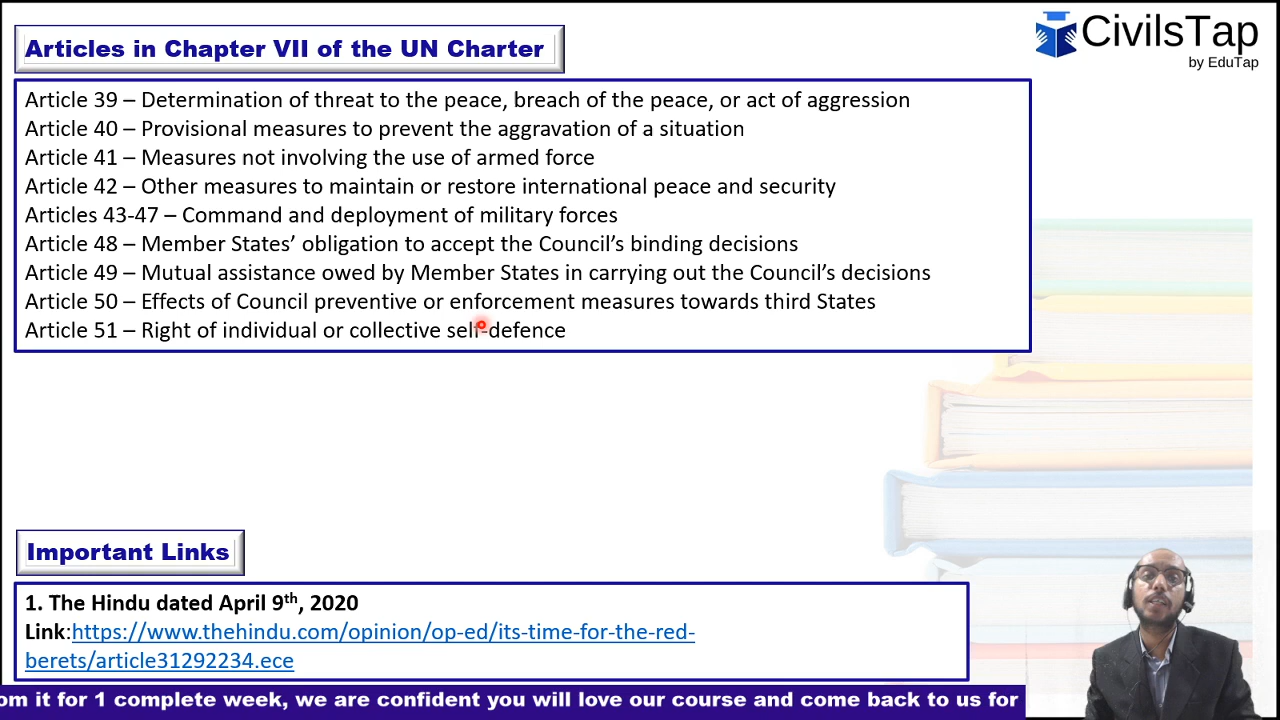 Articles in Chapter VII of the UN Charter
CivilsTap
by EduTap
Article 39 – Determination of threat to the peace, breach of the peace, or act of aggression
Article 40 – Provisional measures to prevent the aggravation of a situation
Article 41 – Measures not involving the use of armed force
Article 42 – Other measures to maintain or restore international peace and security
Articles 43-47 – Command and deployment of military forces
Article 48 – Member States’ obligation to accept the Council’s binding decisions
Article 49 – Mutual assistance owed by Member States in carrying out the Council’s decisions
Article 50 – Effects of Council preventive or enforcement measures towards third States
Article 51 – Right of individual or collective self-defence
Important Links
1. The Hindu dated April 9th, 2020
Link:https://www.thehindu.com/opinion/op-ed/its-time-for-the-red-
berets/article31292234.ece
om it for 1 complete week, we are confident you will love our course and come back to us for